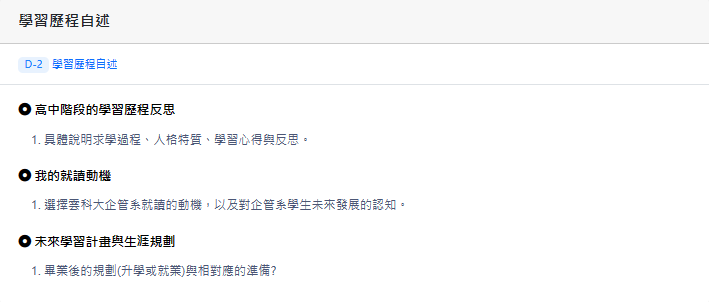 學習歷程自述
D-2 學習歷程自述
高中階段的學習歷程反思
1. 具體說明求學過程、人格特質、學習心得與反思。
我的就讀動機
1. 選擇雲科大企管系就讀的動機，以及對企管系學生未來發展的認知。
未來學習計畫與生涯規劃
1. 畢業後的規劃(升學或就業)與相對應的準備?